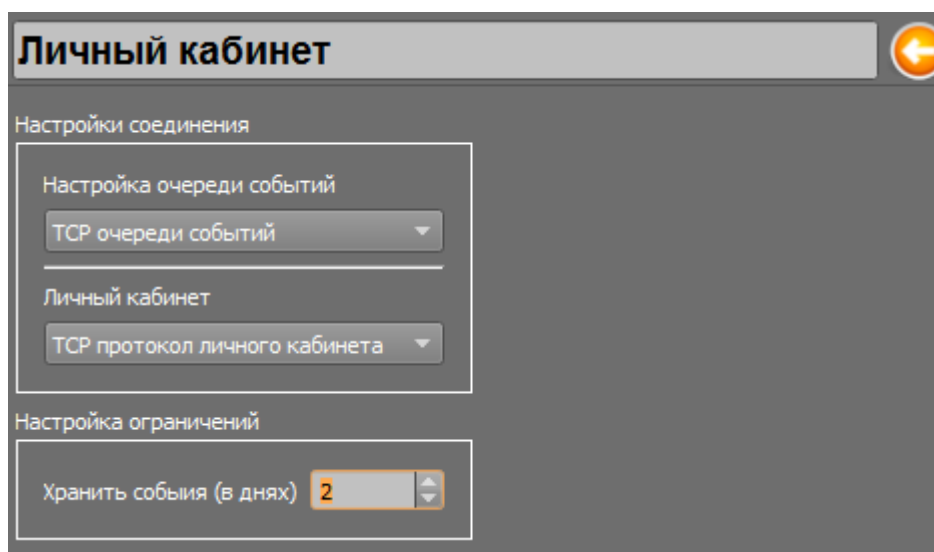 Личный кабинет
Настройки соединения
Настройка очереди событий
TCP очереди событий
Личный кабинет
TCP протокол личного кабинета
Настройка ограничений
Хранить собыия (в днях) 2